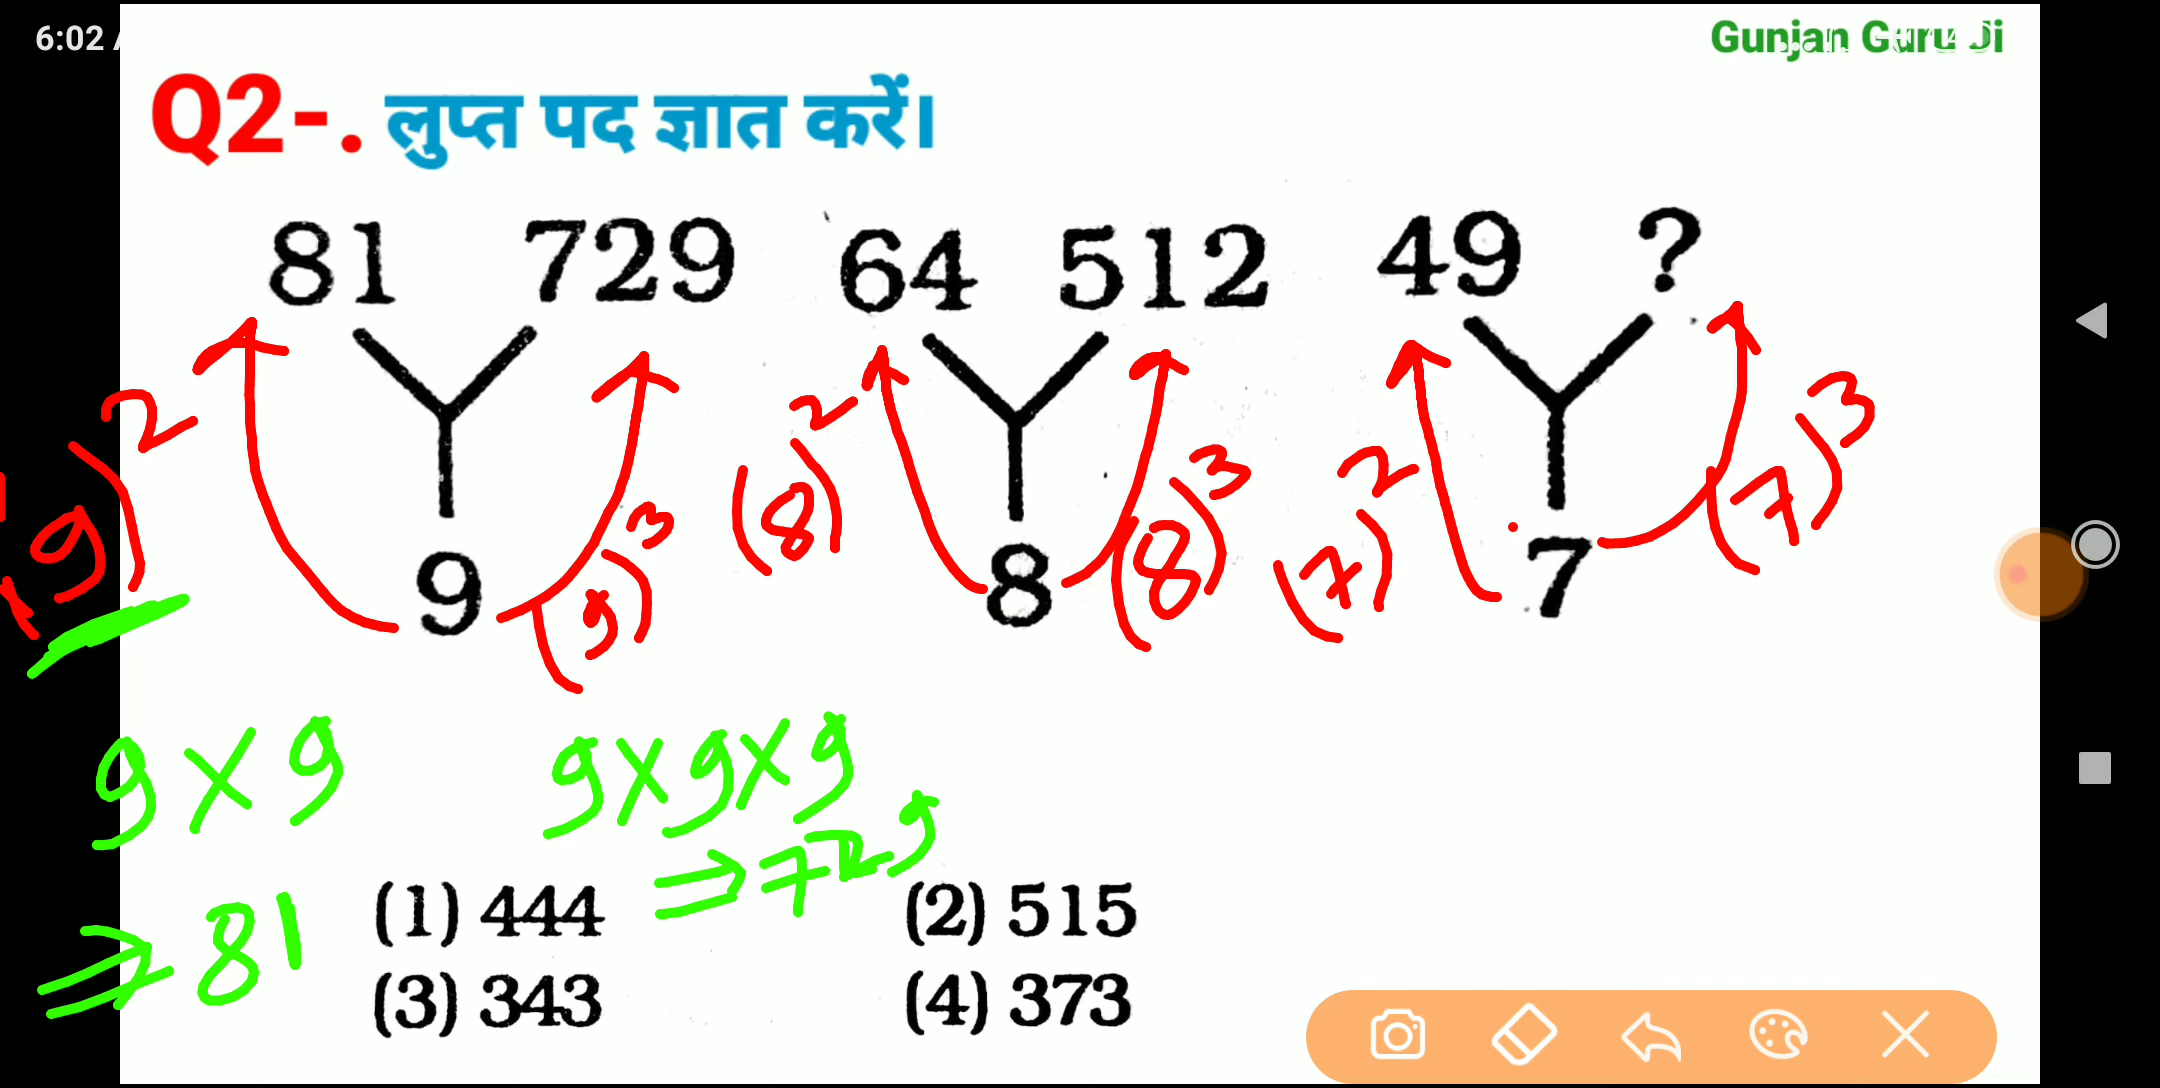 6:02
Gunjan Guru Ji
Q2-. लुप्त पद ज्ञात करें।
81 729 64 512 49 ?
(9)² (9)³ (8)² (8)³ (7)² (7)³
9 8 7
9×9 9×9×9
⇒ 729
⇒ 81
(1) 444 (2) 515
(3) 343 (4) 373